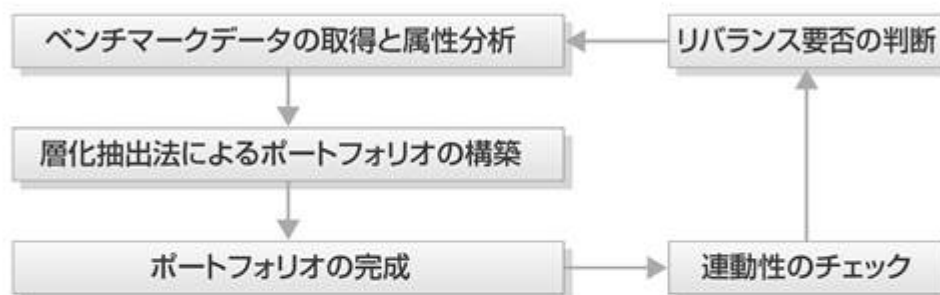 ベンチマークデータの取得と属性分析
リバランス要否の判断
層化抽出法によるポートフォリオの構築
ポートフォリオの完成
連動性のチェック